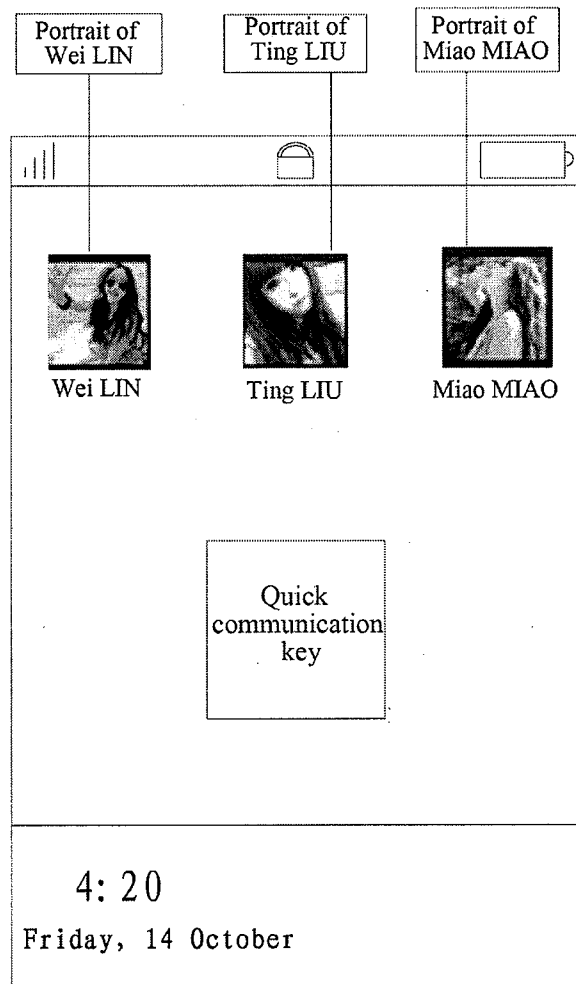 Portrait of
Wei LIN
Portrait of
Ting LIU
Portrait of
Miao MIAO
Wei LIN
Ting LIU
Miao MIAO
Quick
communication
key
4: 20
Friday, 14 October